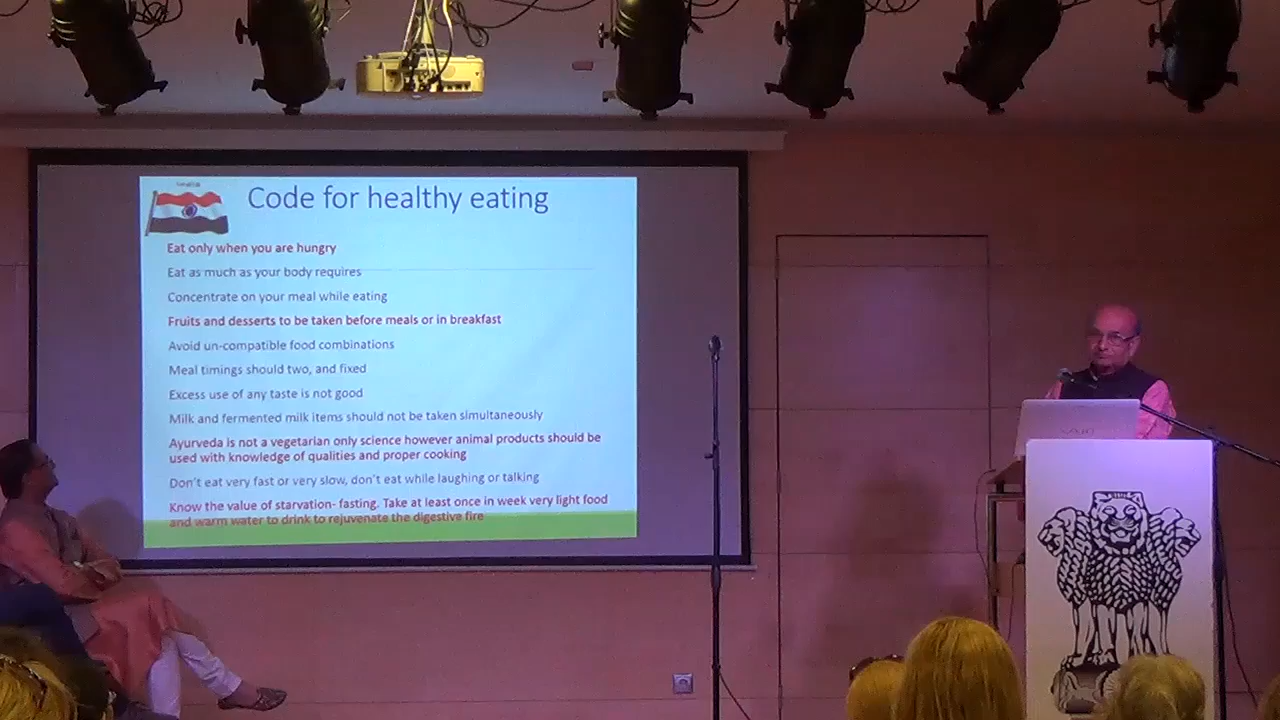 Code for healthy eating
Eat only when you are hungry
Eat as much as your body requires
Concentrate on your meal while eating
Fruits and desserts to be taken before meals or in breakfast
Avoid un-compatible food combinations
Meal timings should two, and fixed
Excess use of any taste is not good
Milk and fermented milk items should not be taken simultaneously
Ayurveda is not a vegetarian only science however animal products should be
used with knowledge of qualities and proper cooking
Don't eat very fast or very slow, don't eat while laughing or talking
Know the value of starvation- fasting. Take at least once in week very light food
and warm water to drink to rejuvenate the digestive fire
VAIO